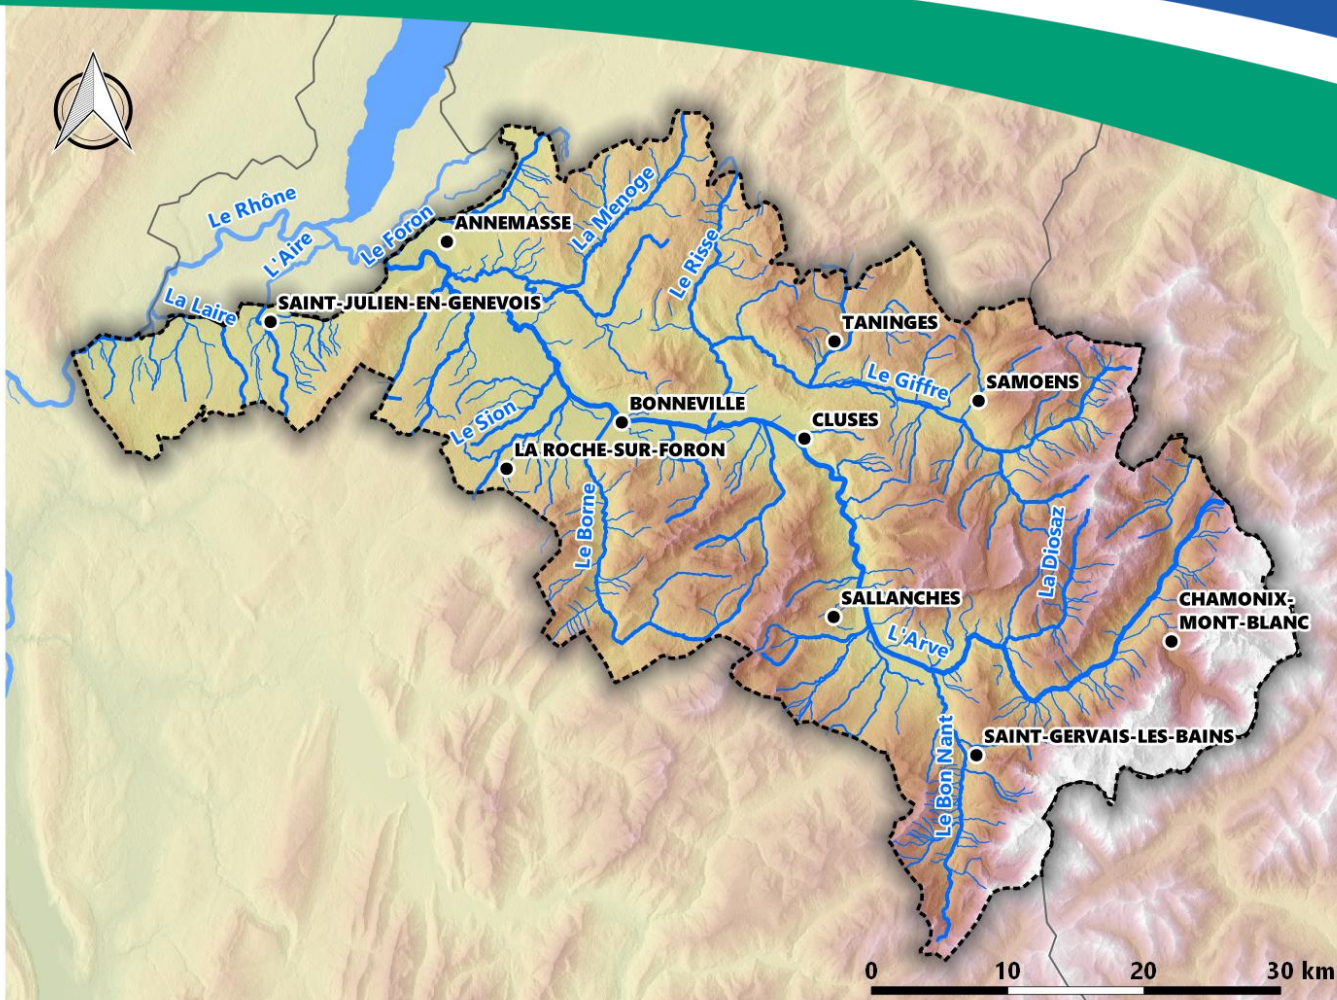 Le Rhône
L'Aire
Le Foron
ANNEMASSE
La Menoge
Le Risse
La Laire
SAINT-JULIEN-EN-GENEVOIS
TANINGES
Le Giffre
SAMOENS
Le Sion
BONNEVILLE
CLUSES
LA ROCHE-SUR-FORON
Le Borne
La Diosaz
SALLANCHES
L'Arve
CHAMONIX-
MONT-BLANC
Le Bon Nant
SAINT-GERVAIS-LES-BAINS
0 10 20 30 km